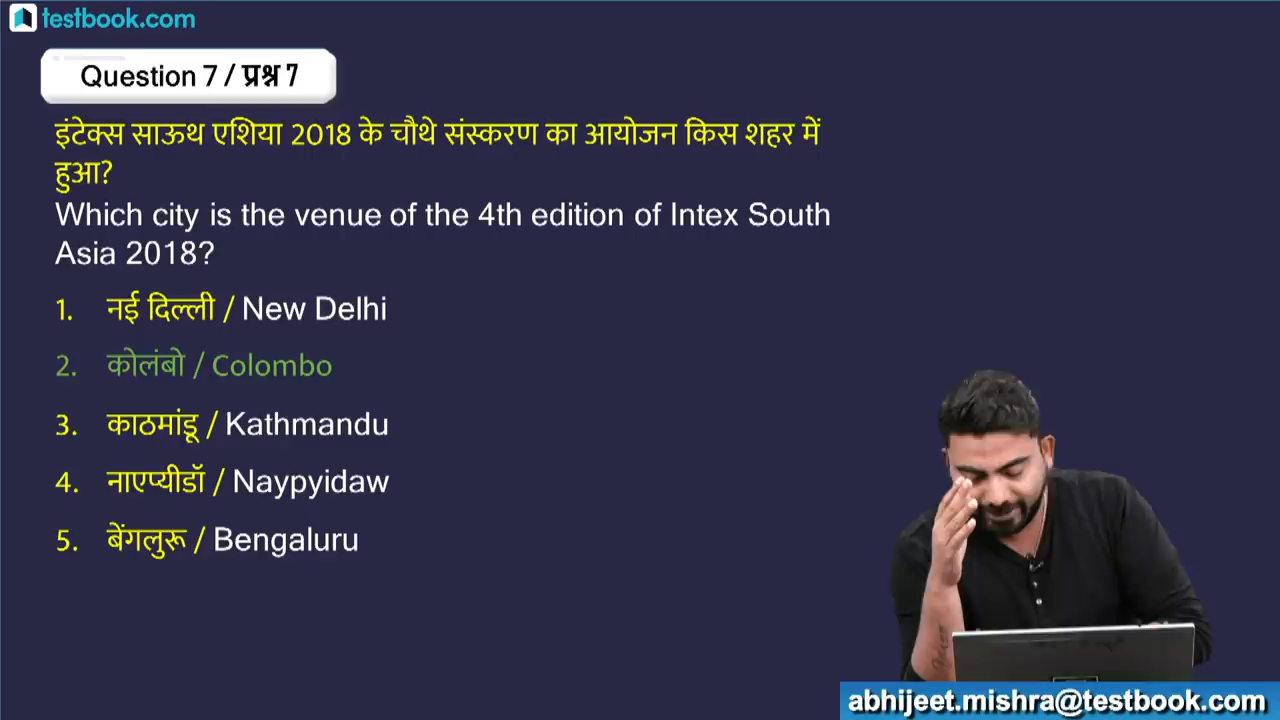 testbook.com
Question 7 / प्रश्न 7
इंटेक्स साऊथ एशिया 2018 के चौथे संस्करण का आयोजन किस शहर में
हुआ?
Which city is the venue of the 4th edition of Intex South
Asia 2018?
1. नई दिल्ली / New Delhi
2. कोलंबो / Colombo
3. काठमांडू / Kathmandu
4. नाएप्यीडॉ / Naypyidaw
5. बेंगलुरू / Bengaluru
abhijeet.mishra@testbook.com